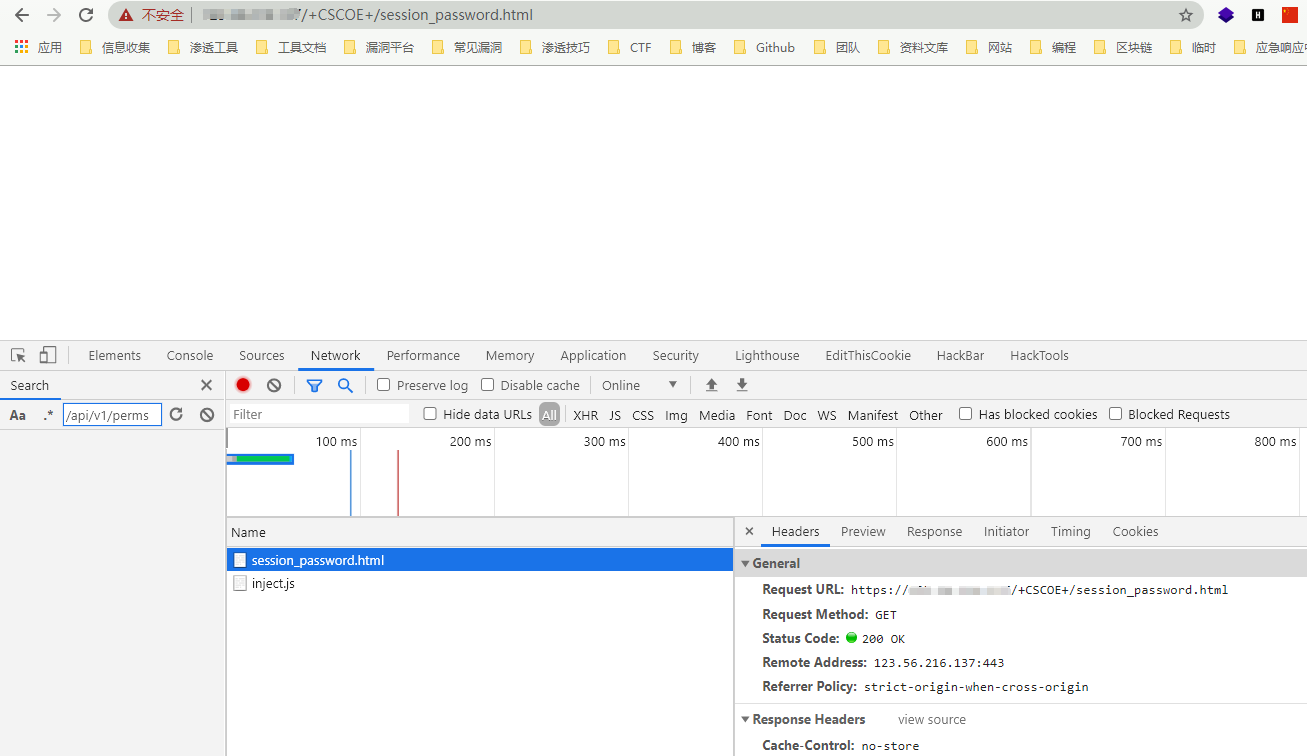 不安全 /+CSCOE+/session_password.html
应用 信息收集 渗透工具 工具文档 漏洞平台 常见漏洞 渗透技巧 CTF 博客 Github 团队 资料文库 网站 编程 区块链 临时 应急响应中
Elements Console Sources Network Performance Memory Application Security Lighthouse EditThisCookie HackBar HackTools
Search
Preserve log Disable cache Online
Aa .* /api/v1/perms
Filter Hide data URLs All XHR JS CSS Img Media Font Doc WS Manifest Other Has blocked cookies Blocked Requests
100 ms 200 ms 300 ms 400 ms 500 ms 600 ms 700 ms 800 ms
Name
session_password.html
inject.js
Headers Preview Response Initiator Timing Cookies
General
Request URL: https:// /+CSCOE+/session_password.html
Request Method: GET
Status Code: 200 OK
Remote Address: 123.56.216.137:443
Referrer Policy: strict-origin-when-cross-origin
Response Headers view source
Cache-Control: no-store